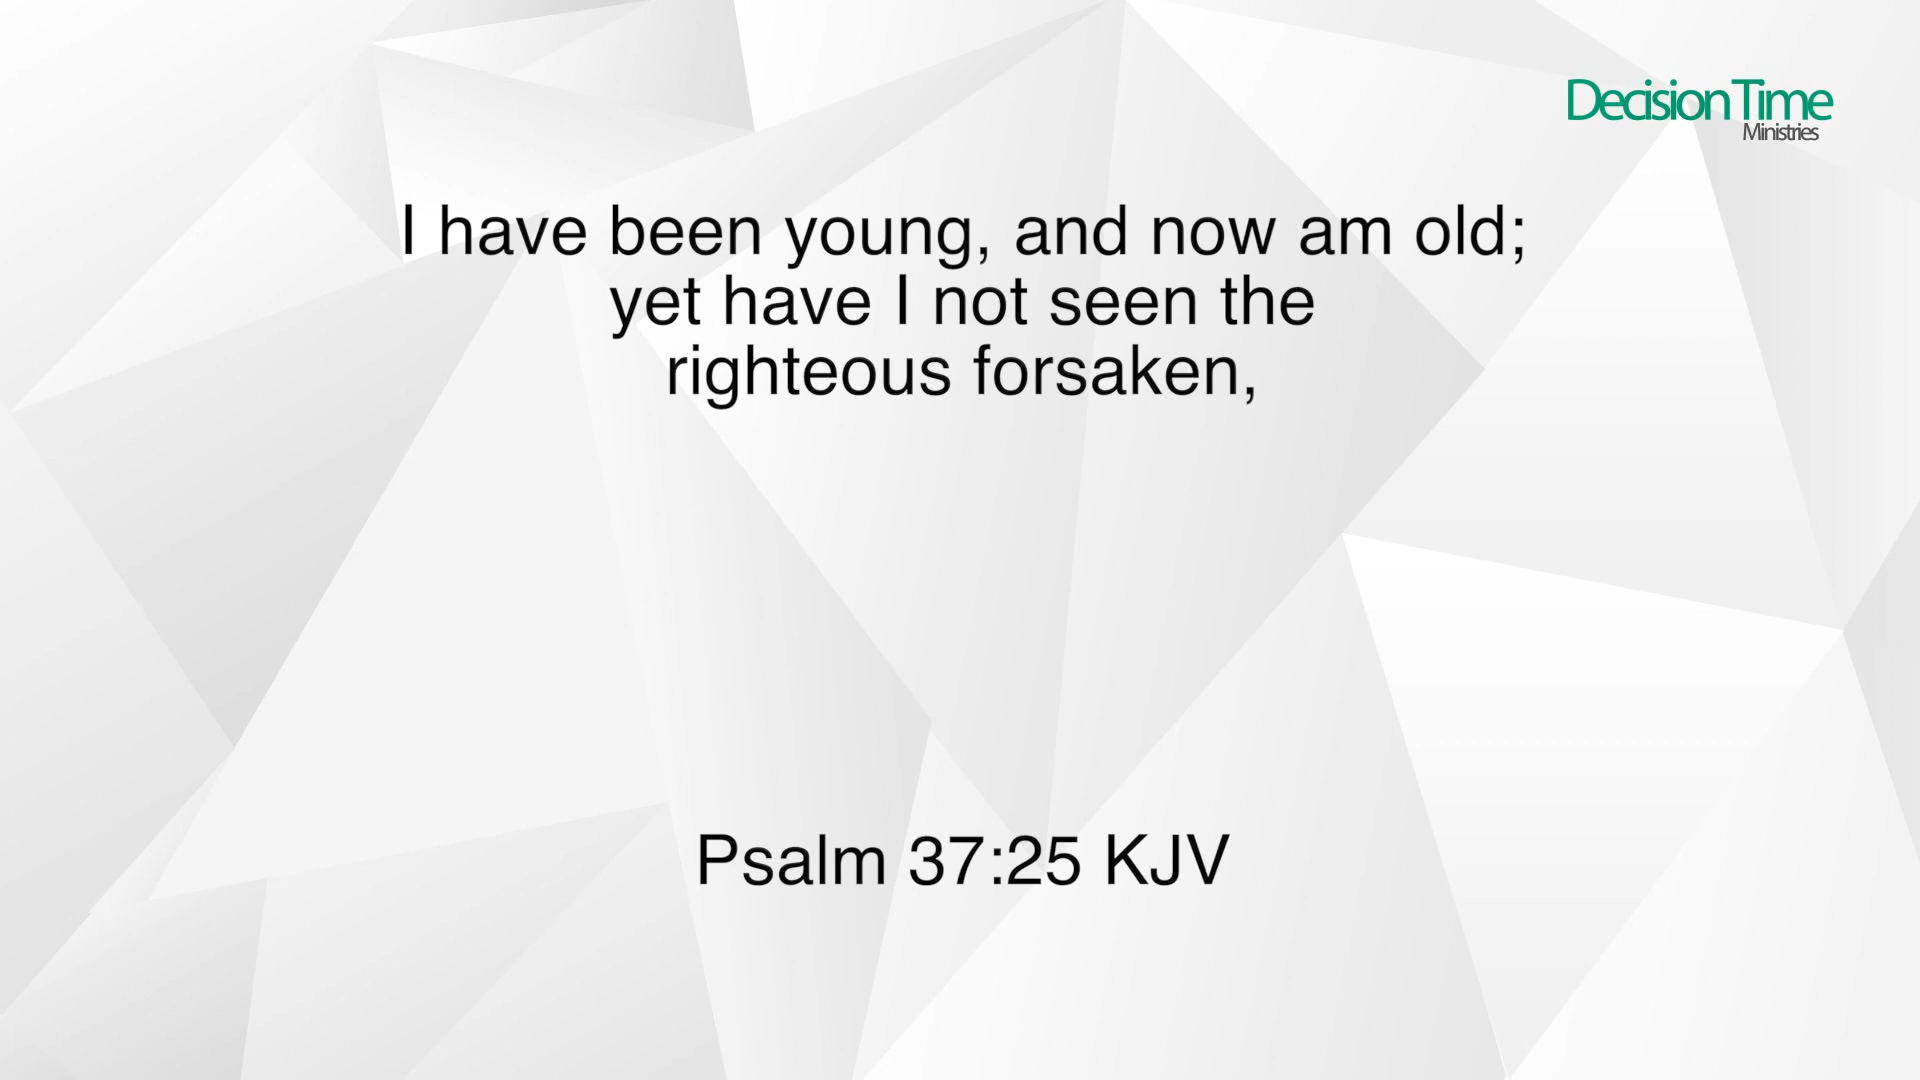 Decision Time
Ministries
I have been young, and now am old;
yet have I not seen the
righteous forsaken,
Psalm 37:25 KJV